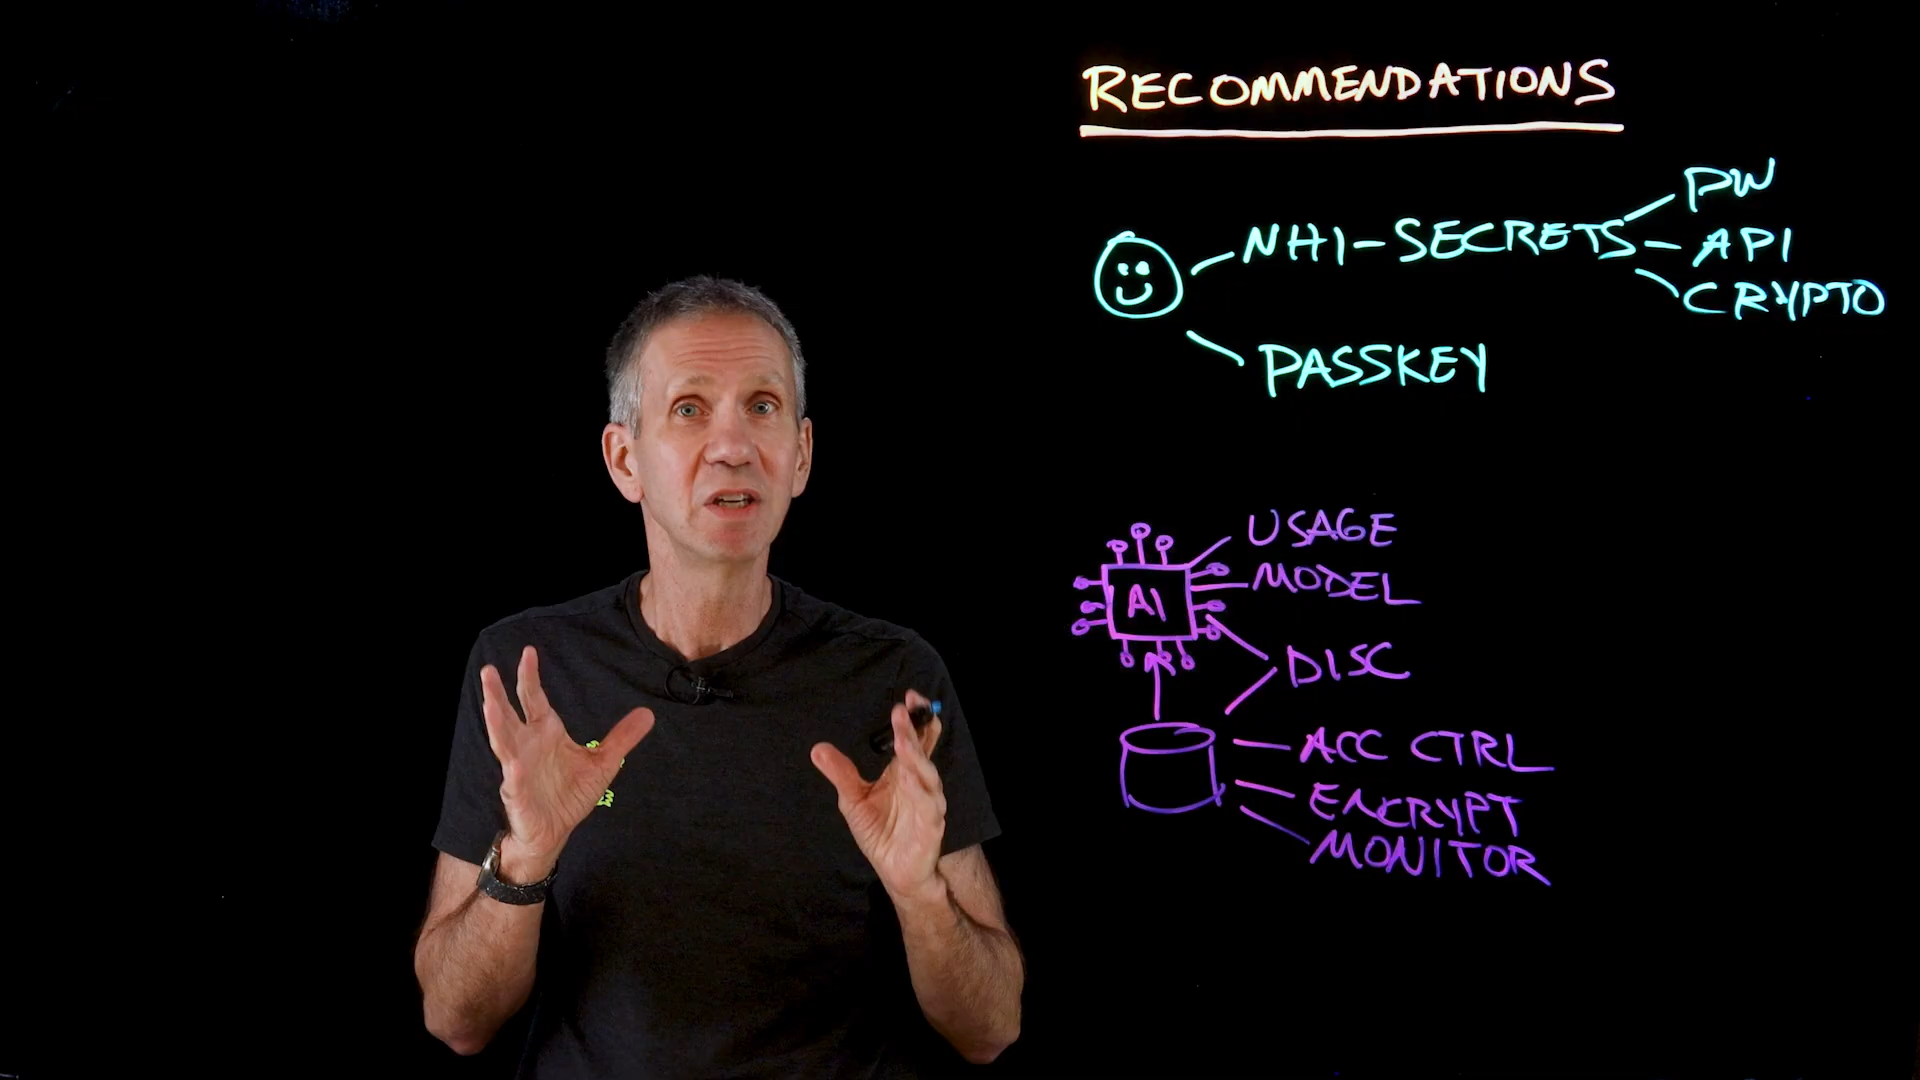 RECOMMENDATIONS
NHI-SECRETS
PW
API
CRYPTO
PASSKEY
USAGE
MODEL
AI
DISC
ACC CTRL
ENCRYPT
MONITOR